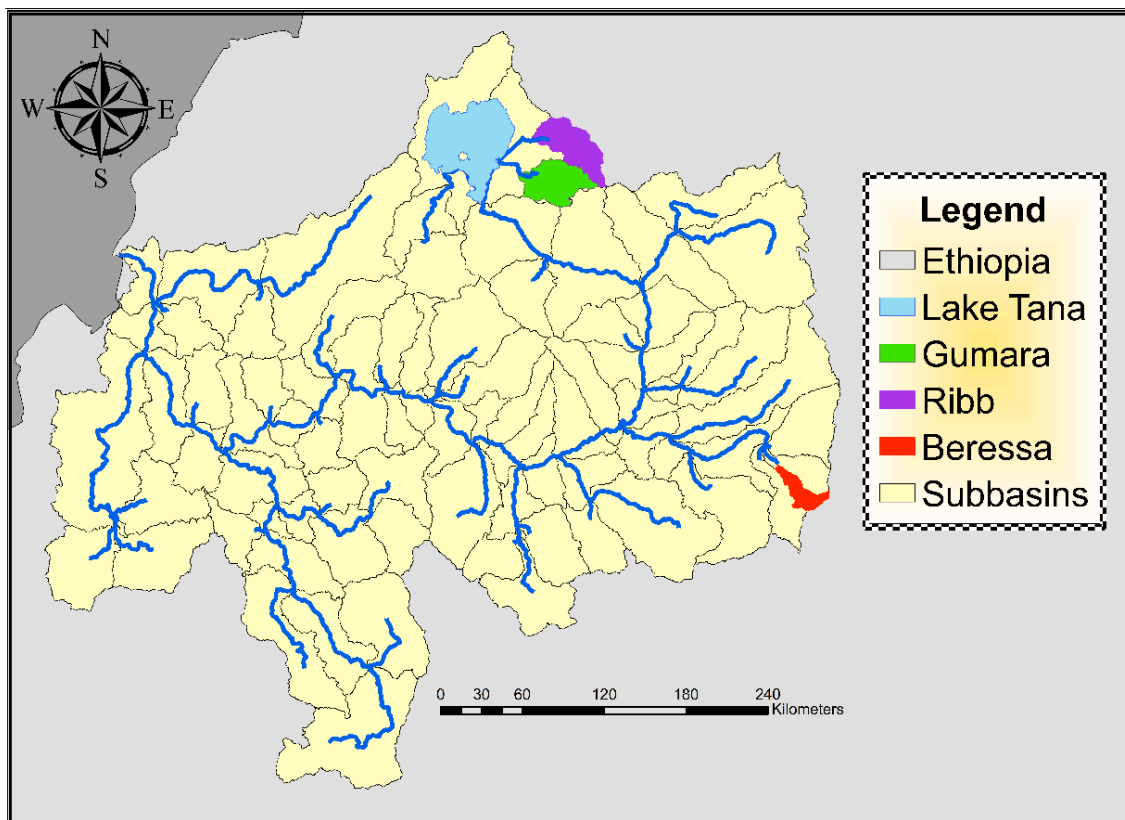 N
W E
S
Legend
Ethiopia
Lake Tana
Gumara
Ribb
Beressa
Subbasins
0 30 60 120 180 240
Kilometers